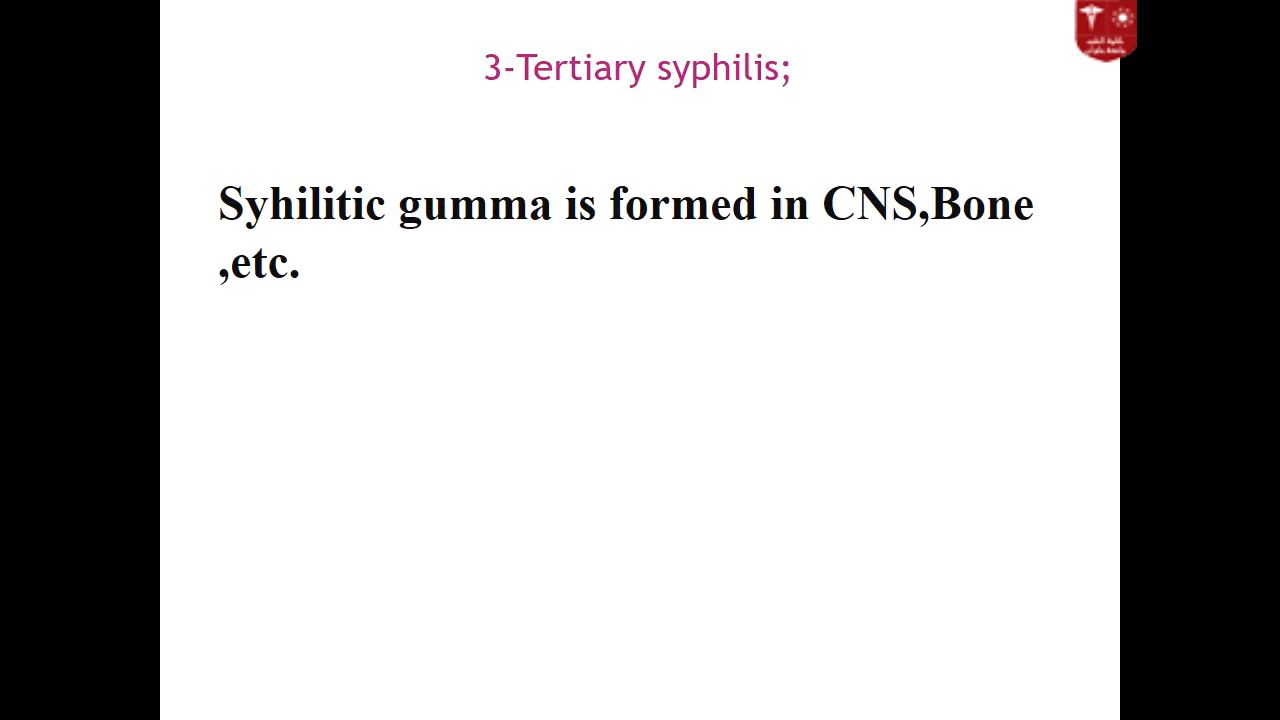 3-Tertiary syphilis;
Syhilitic gumma is formed in CNS,Bone
,etc.